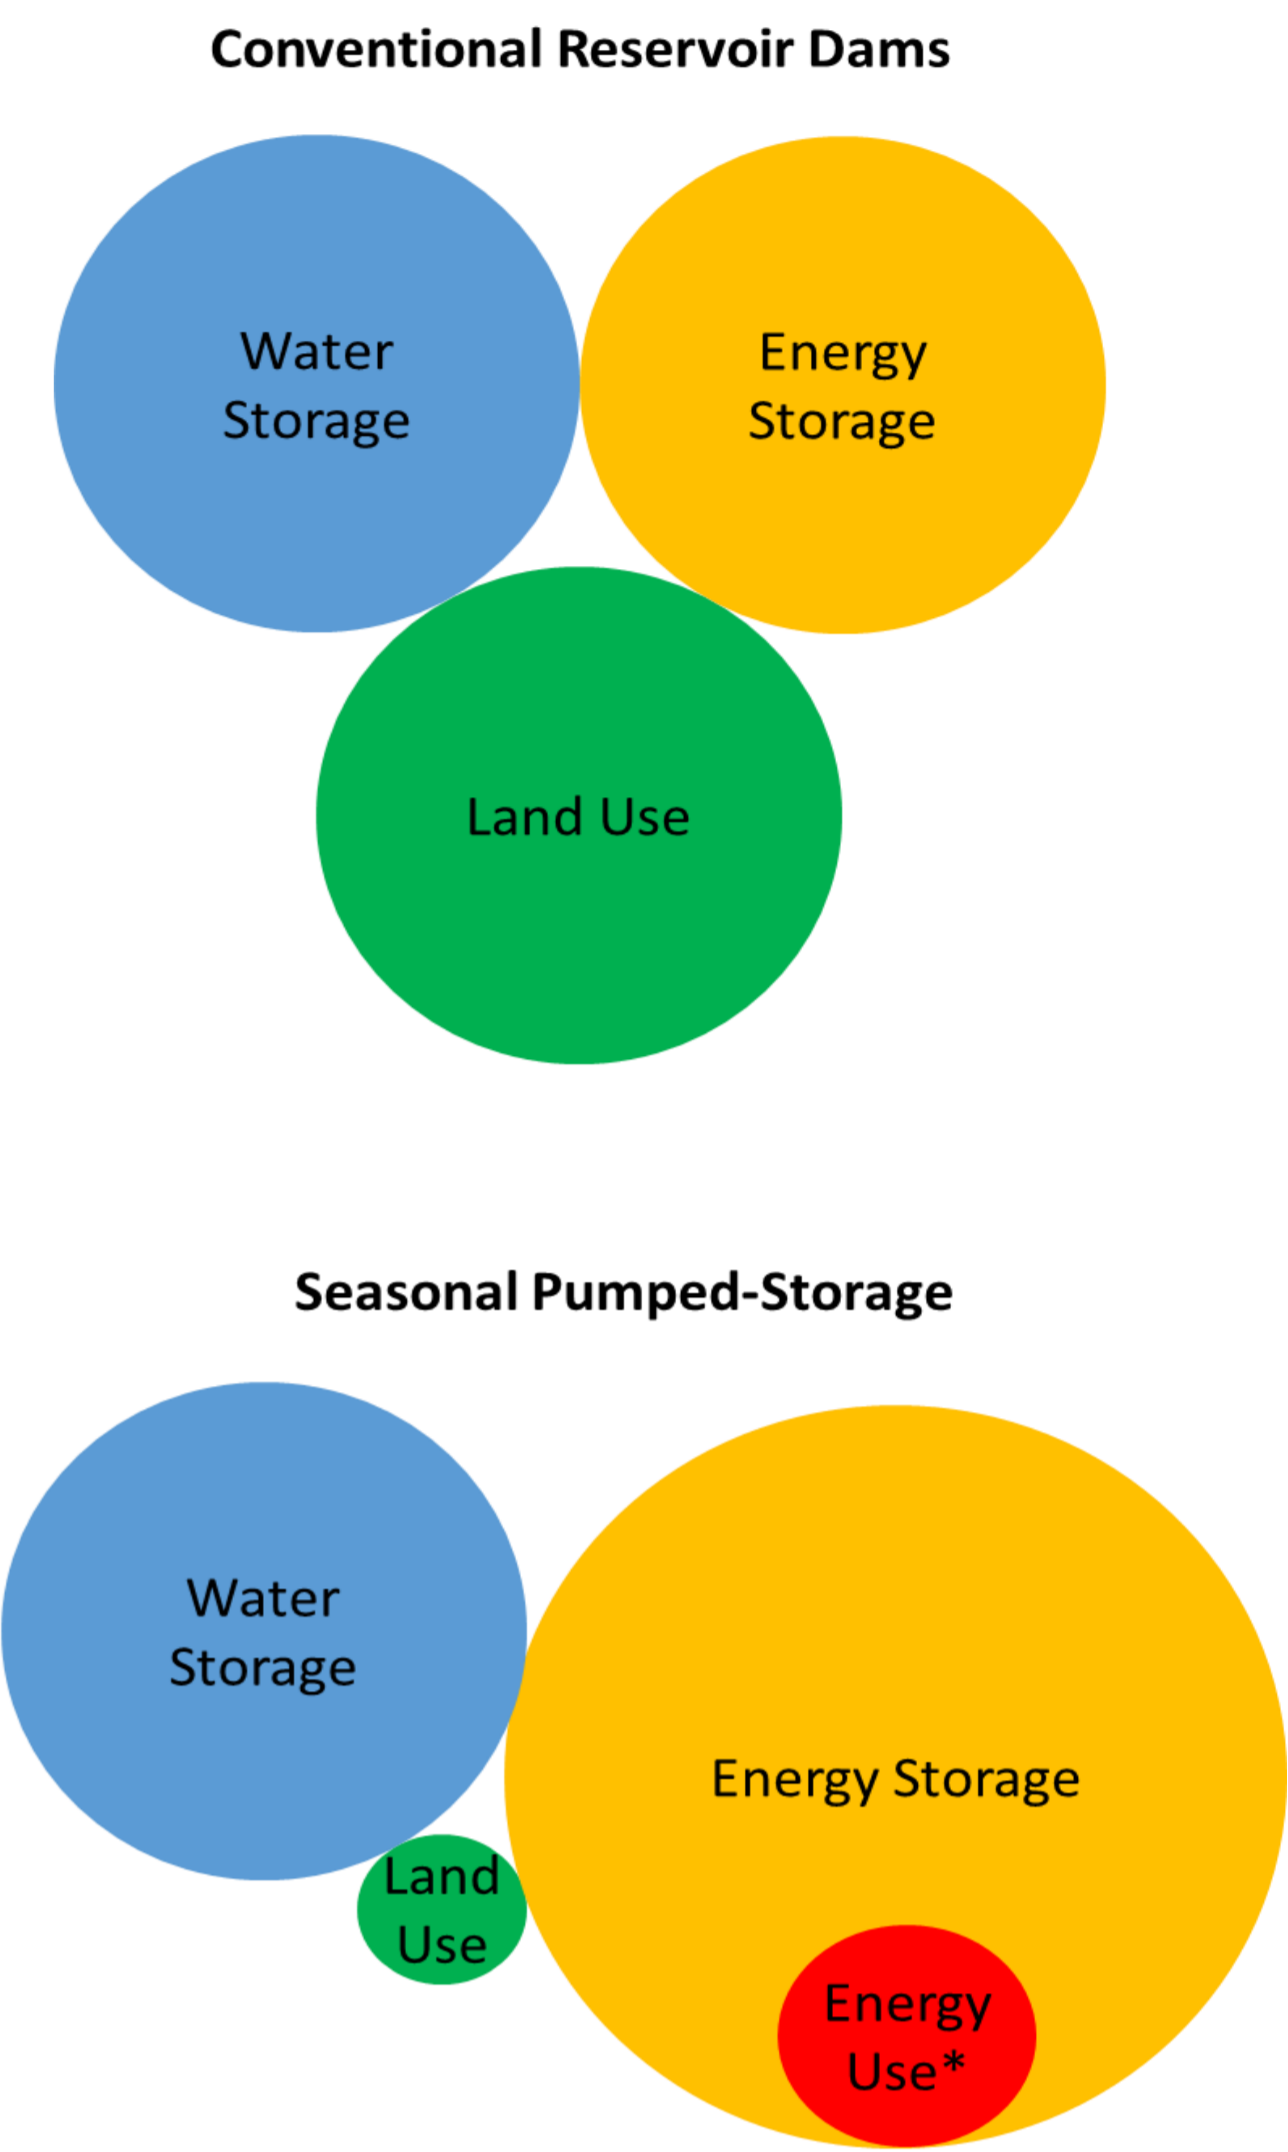 Conventional Reservoir Dams
Water
Storage
Energy
Storage
Land Use
Seasonal Pumped-Storage
Water
Storage
Energy Storage
Land
Use
Energy
Use*